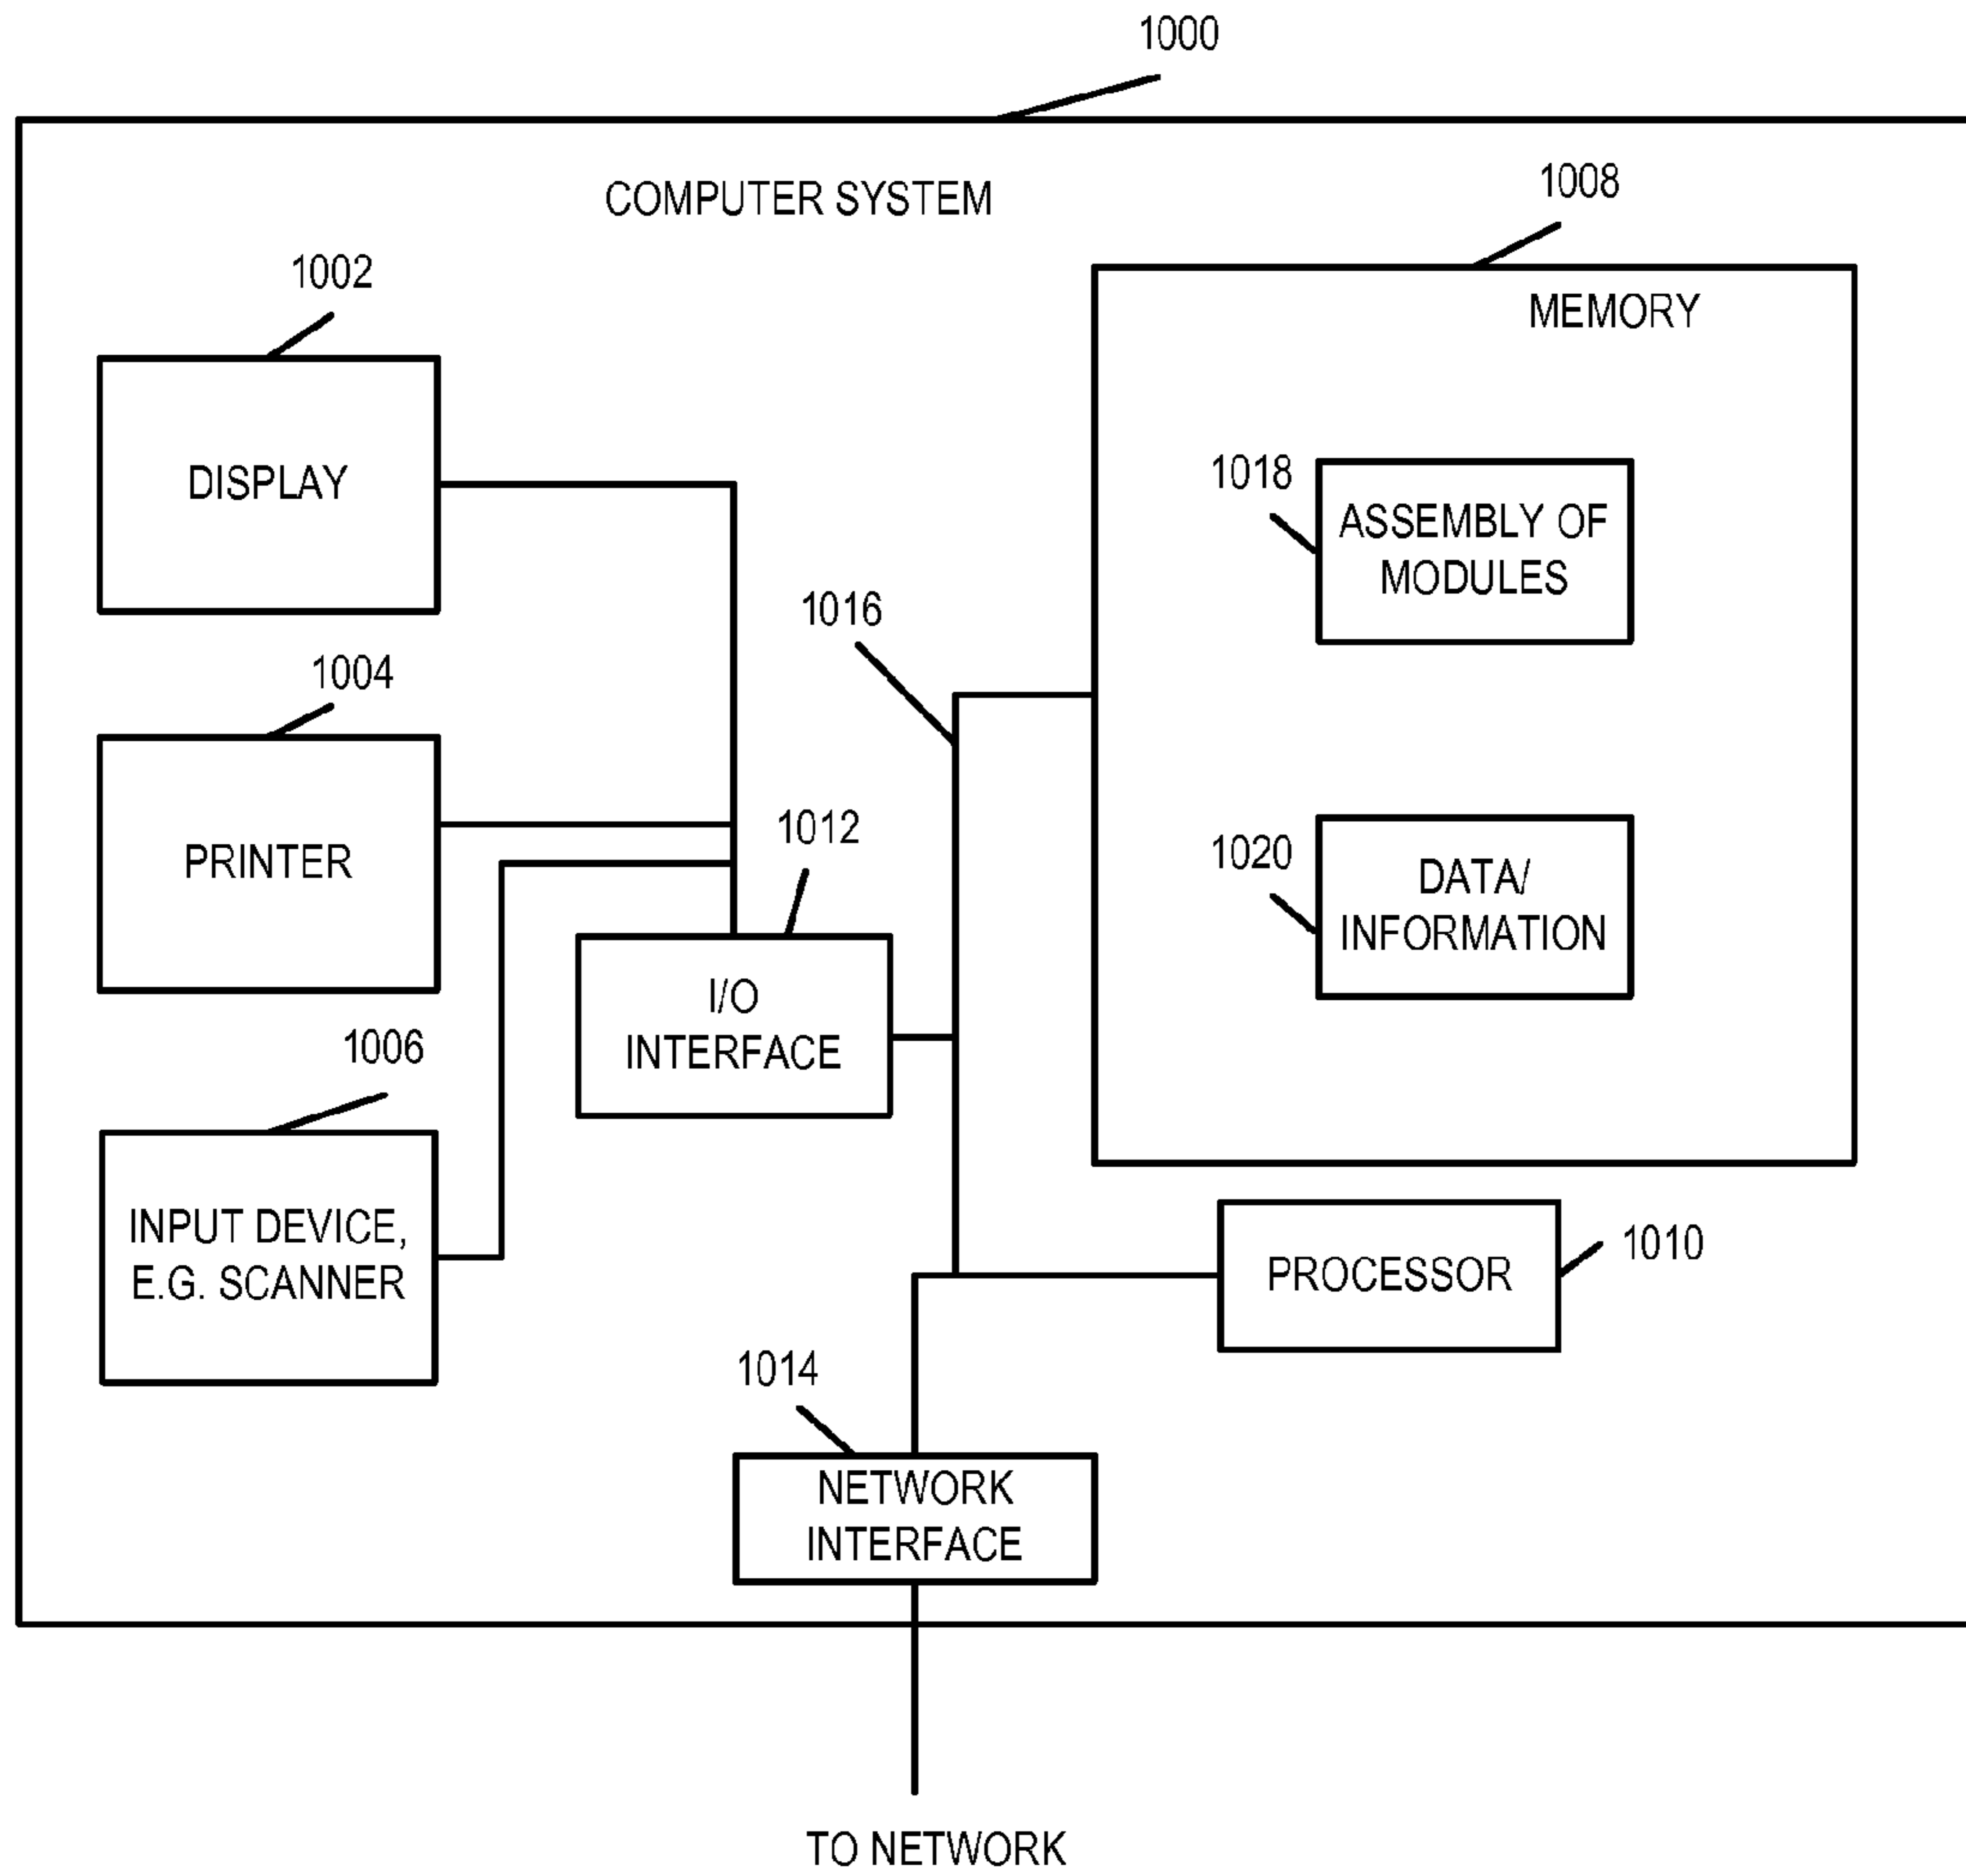 1000
COMPUTER SYSTEM
1008
MEMORY
1002
DISPLAY
1018
ASSEMBLY OF
MODULES
1016
1004
PRINTER
1012
I/O
INTERFACE
1020
DATA/
INFORMATION
1006
INPUT DEVICE,
E.G. SCANNER
PROCESSOR
1010
1014
NETWORK
INTERFACE
TO NETWORK